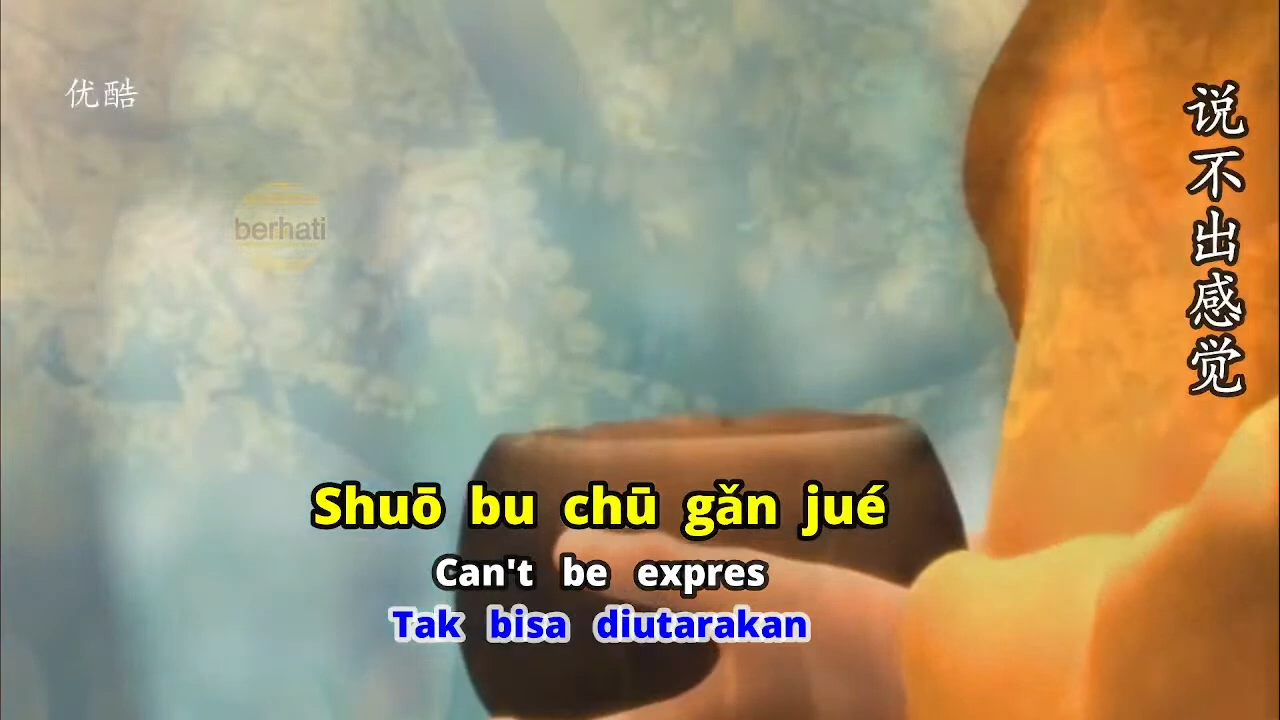 优酷
berhati
说不出感觉
Shuō bu chū gǎn jué
Can't be expres
Tak bisa diutarakan